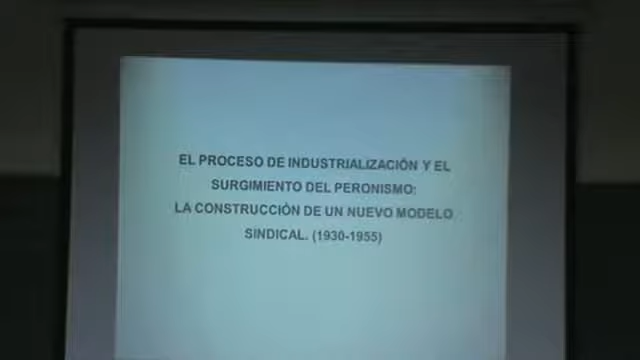 EL PROCESO DE INDUSTRIALIZACIÓN Y EL
SURGIMIENTO DEL PERONISMO:
LA CONSTRUCCIÓN DE UN NUEVO MODELO
SINDICAL. (1930-1955)